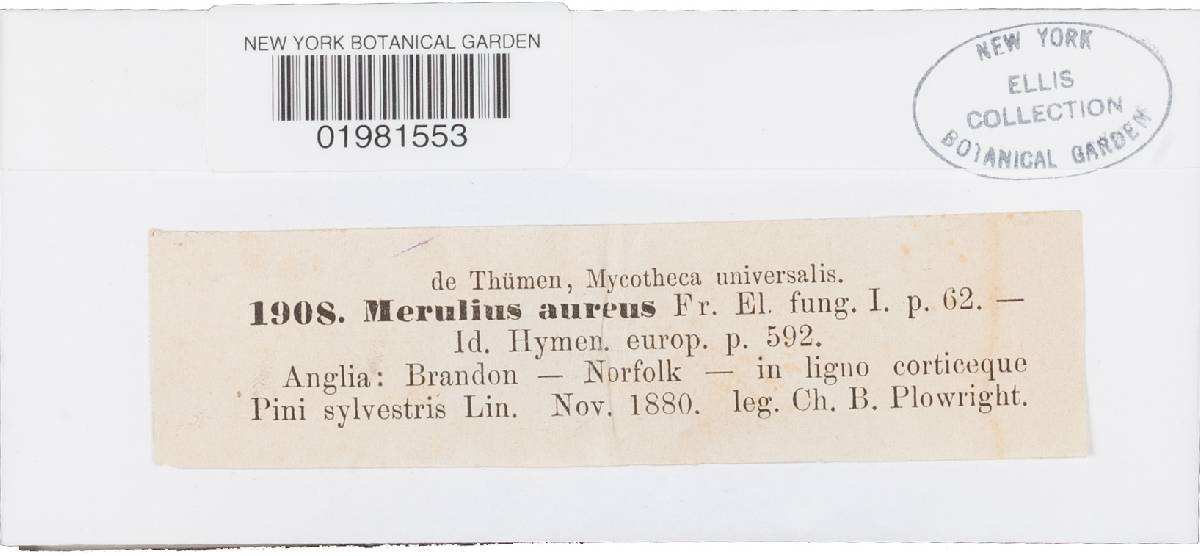 NEW YORK BOTANICAL GARDEN
01981553
NEW YORK
ELLIS
COLLECTION
BOTANICAL GARDEN
de Thümen, Mycotheca universalis.
1908. Merulius aureus Fr. El. fung. I. p. 62. —
Id. Hymen. europ. p. 592.
Anglia: Brandon — Norfolk — in ligno corticeque
Pini sylvestris Lin. Nov. 1880. leg. Ch. B. Plowright.